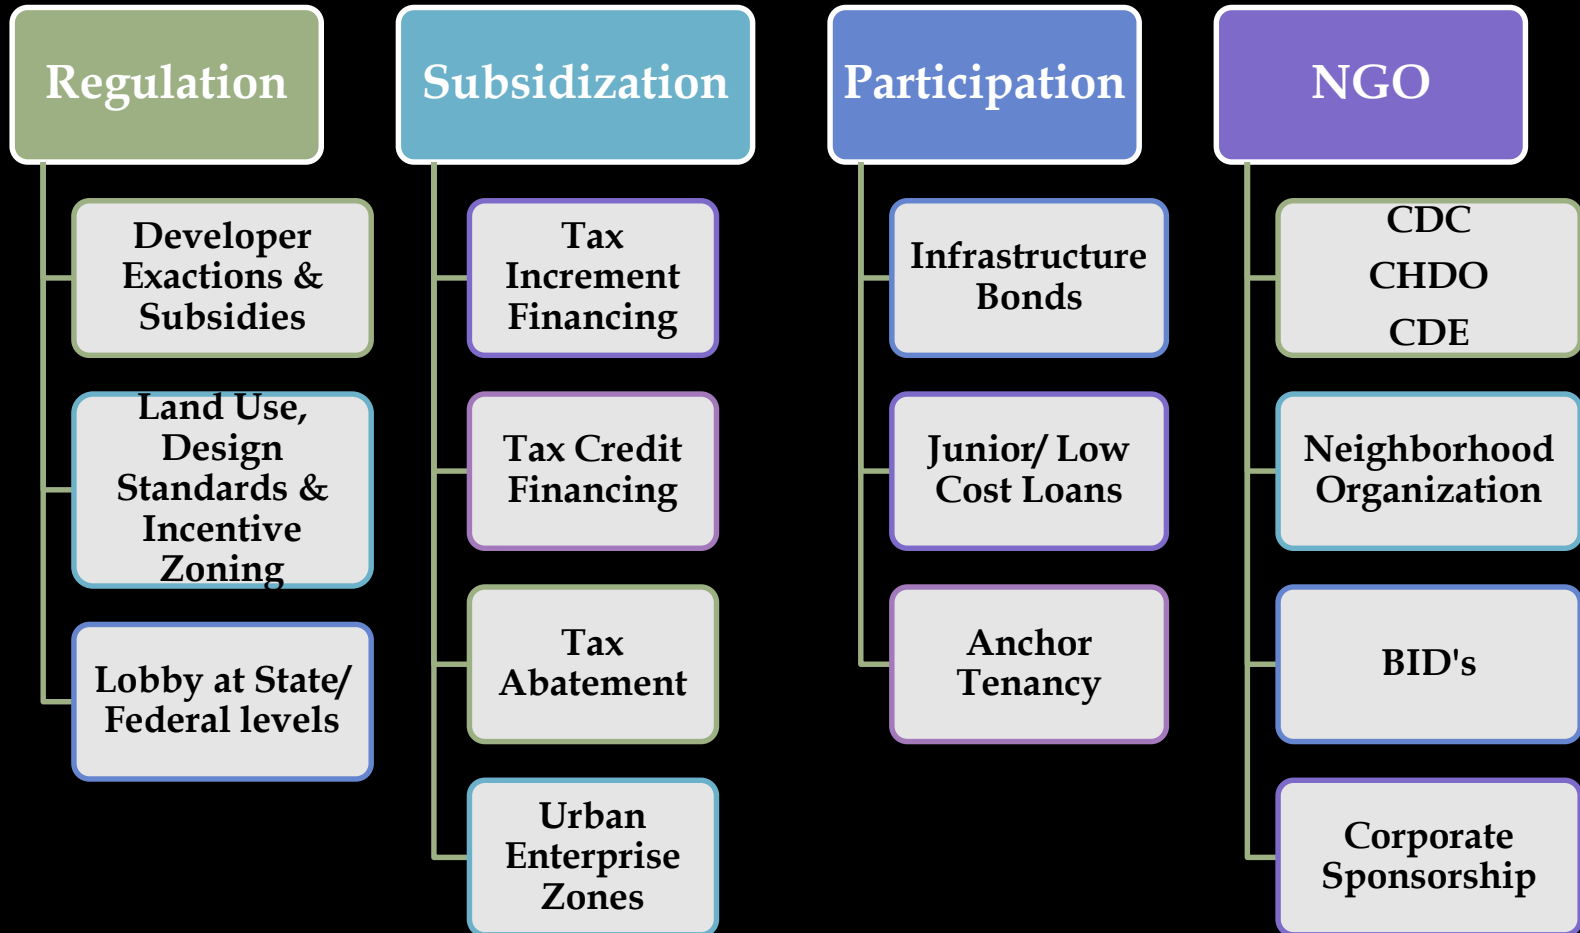 Regulation
Developer
Exactions &
Subsidies
Land Use,
Design
Standards &
Incentive
Zoning
Lobby at State/
Federal levels
Subsidization
Tax
Increment
Financing
Tax Credit
Financing
Tax
Abatement
Urban
Enterprise
Zones
Participation
Infrastructure
Bonds
Junior/ Low
Cost Loans
Anchor
Tenancy
NGO
CDC
CHDO
CDE
Neighborhood
Organization
BID's
Corporate
Sponsorship